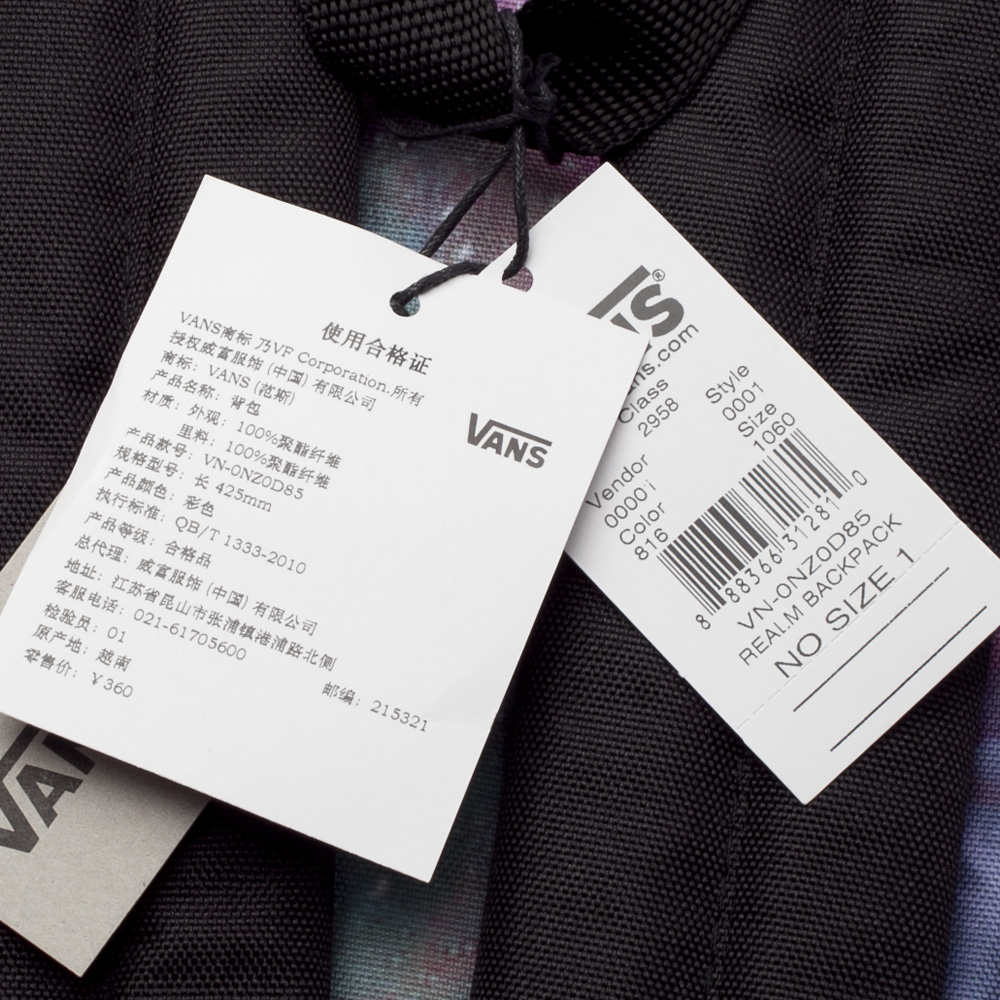 使用合格证
VANS商标 乃VF Corporation.所有
授权威富服饰 (中国) 有限公司
商标: VANS (范斯)
产品名称: 背包
材质: 外观: 100%聚酯纤维
里料: 100%聚酯纤维
产品款号: VN-0NZ0D85
规格型号: 长 425mm
产品颜色: 彩色
执行标准: QB/T 1333-2010
产品等级: 合格品
总代理: 威富服饰 (中国) 有限公司
地址: 江苏省昆山市张浦镇港浦路北侧
客服电话: 021-61705600
检验员: 01
原产地: 越南
零售价: ￥360
邮编: 215321
VANS
ns.com
Class
2958
Style
0001
Size
1060
Vendor
00001
Color
816
8 88366 31281 0
VN-0NZ0D85
REALM BACKPACK
NO SIZE 1
VAN